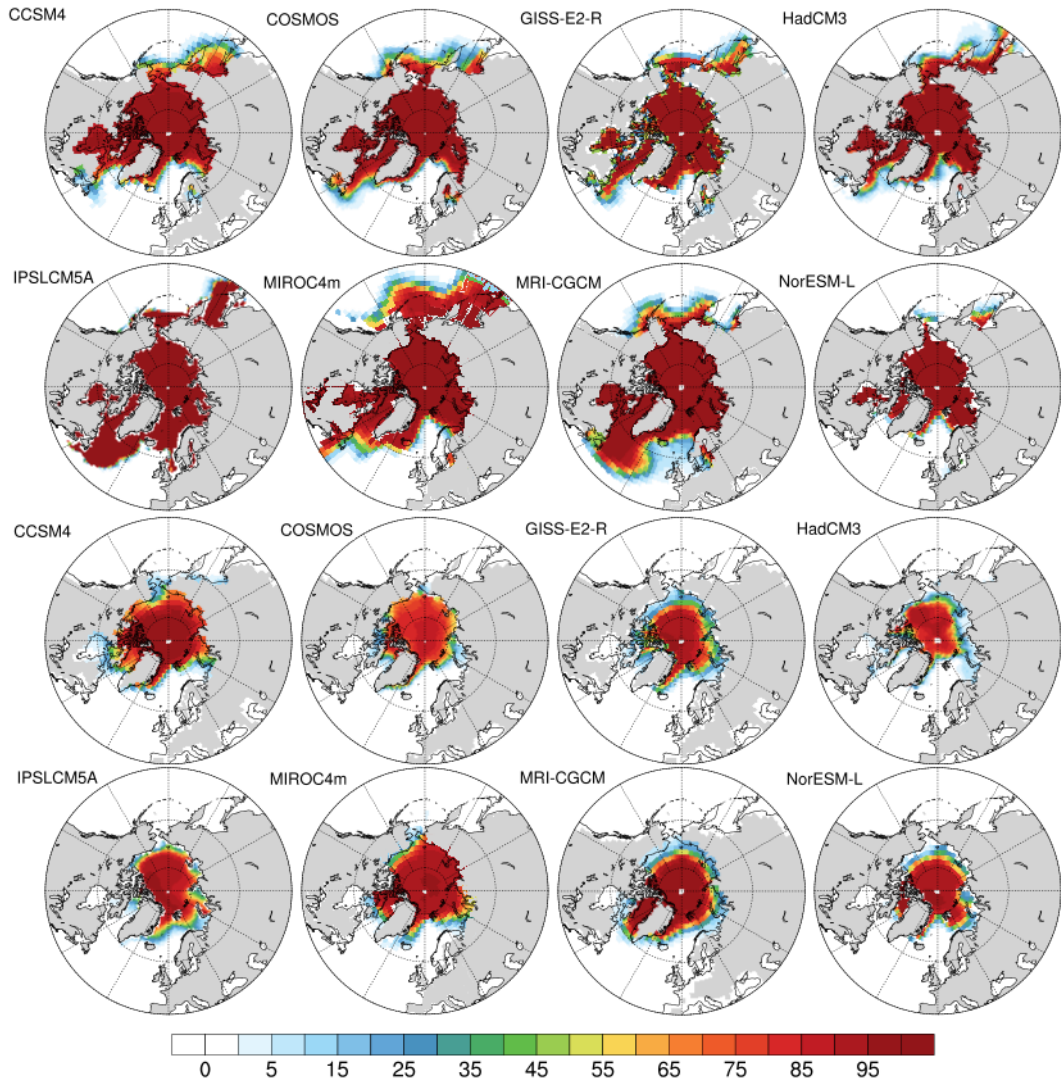 CCSM4 COSMOS GISS-E2-R HadCM3
IPSLCM5A MIROC4m MRI-CGCM NorESM-L
CCSM4 COSMOS GISS-E2-R HadCM3
IPSLCM5A MIROC4m MRI-CGCM NorESM-L
0 5 15 25 35 45 55 65 75 85 95